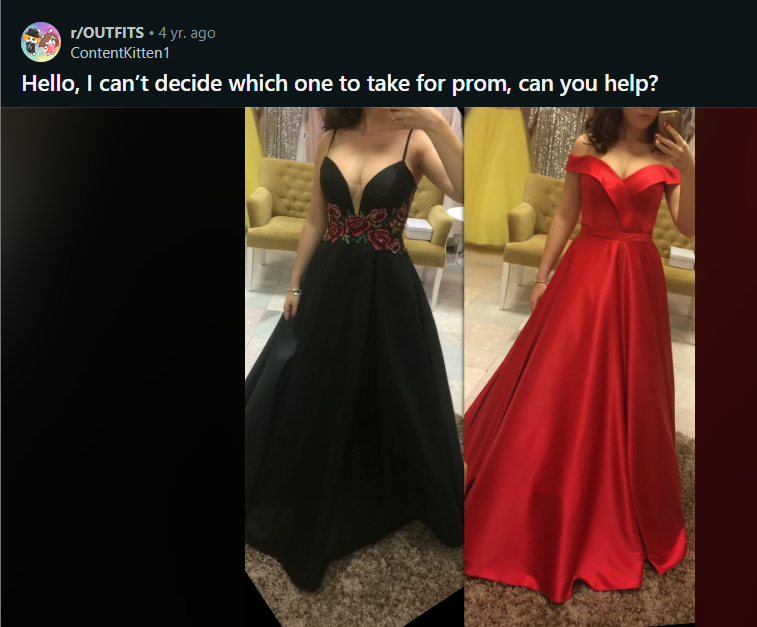 r/OUTFITS • 4 yr. ago
ContentKitten1
Hello, I can’t decide which one to take for prom, can you help?